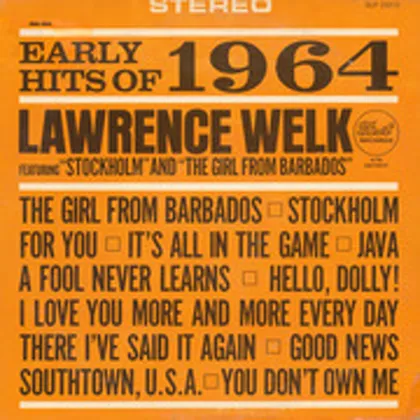 STEREO
EARLY
HITS OF 1964
LAWRENCE WELK
FEATURING "STOCKHOLM" AND "THE GIRL FROM BARBADOS"
THE GIRL FROM BARBADOS □ STOCKHOLM
FOR YOU □ IT'S ALL IN THE GAME □ JAVA
A FOOL NEVER LEARNS □ HELLO, DOLLY!
I LOVE YOU MORE AND MORE EVERY DAY
THERE I'VE SAID IT AGAIN □ GOOD NEWS
SOUTHTOWN, U.S.A. □ YOU DON'T OWN ME